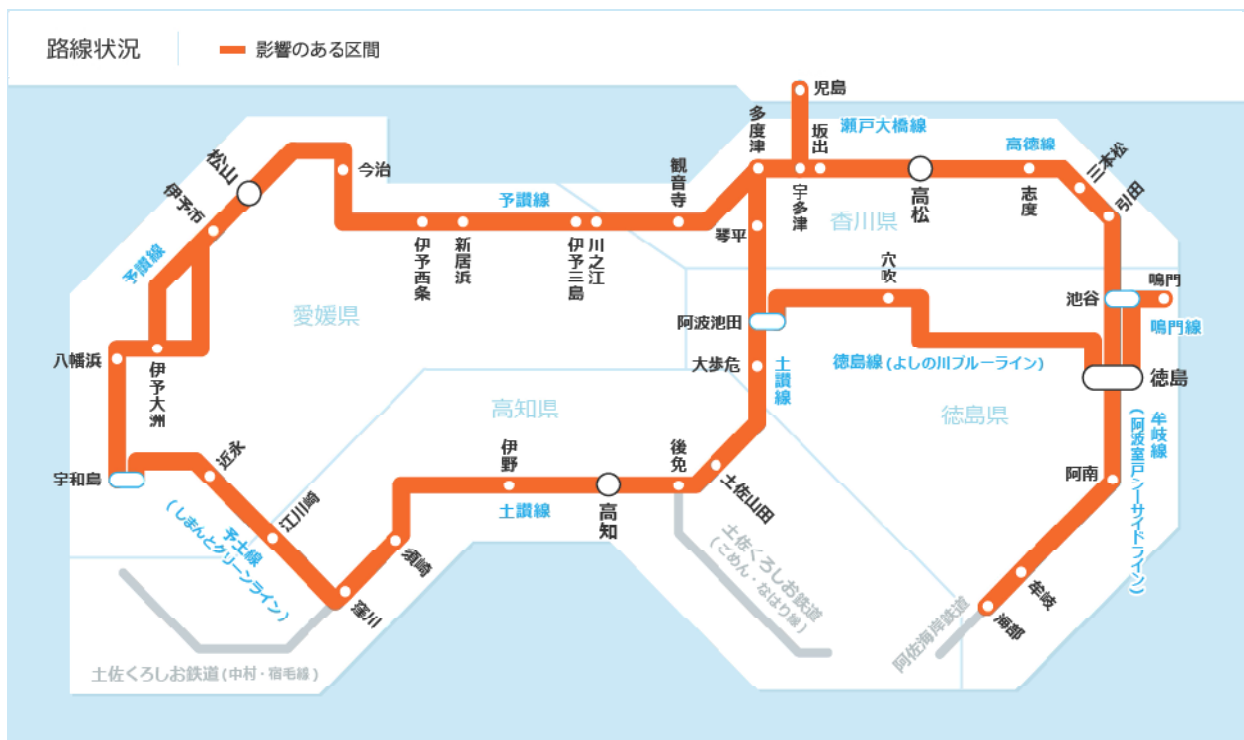 路線状況
影響のある区間
児島
瀬戸大橋線
多度津
坂出
宇多津
高松
高徳線
志度
三本松
引田
香川県
松山
今治
伊予市
予讃線
観音寺
予讃線
伊予西条
新居浜
伊予三島
川之江
琴平
穴吹
池谷
鳴門
鳴門線
愛媛県
阿波池田
大歩危
土讃線
徳島線(よしの川ブルーライン)
徳島
八幡浜
伊予大洲
高知県
徳島県
牟岐線
(阿波室戸シーサイドライン)
宇和島
近永
伊野
後免
土佐山田
阿南
江川崎
土讃線
高知
予土線
(しまんとグリーンライン)
須崎
窪川
土佐くろしお鉄道
(ごめん・なはり線)
牟岐
海部
阿佐海岸鉄道
土佐くろしお鉄道(中村・宿毛線)